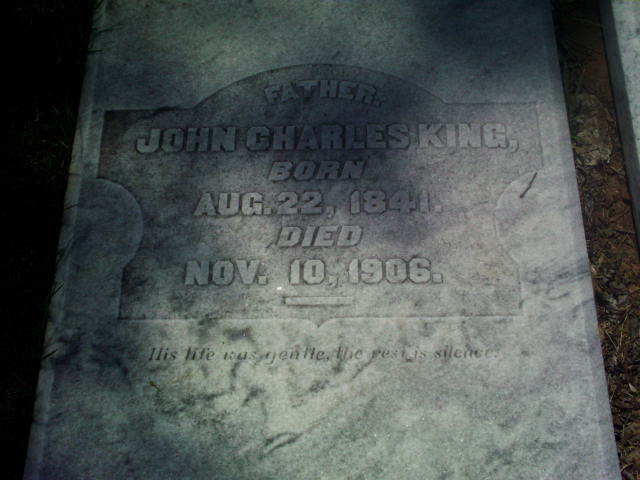 FATHER.
JOHN CHARLES KING,
BORN
AUG. 22, 1841.
DIED
NOV. 10, 1906.
His life was gentle, the rest is silence.